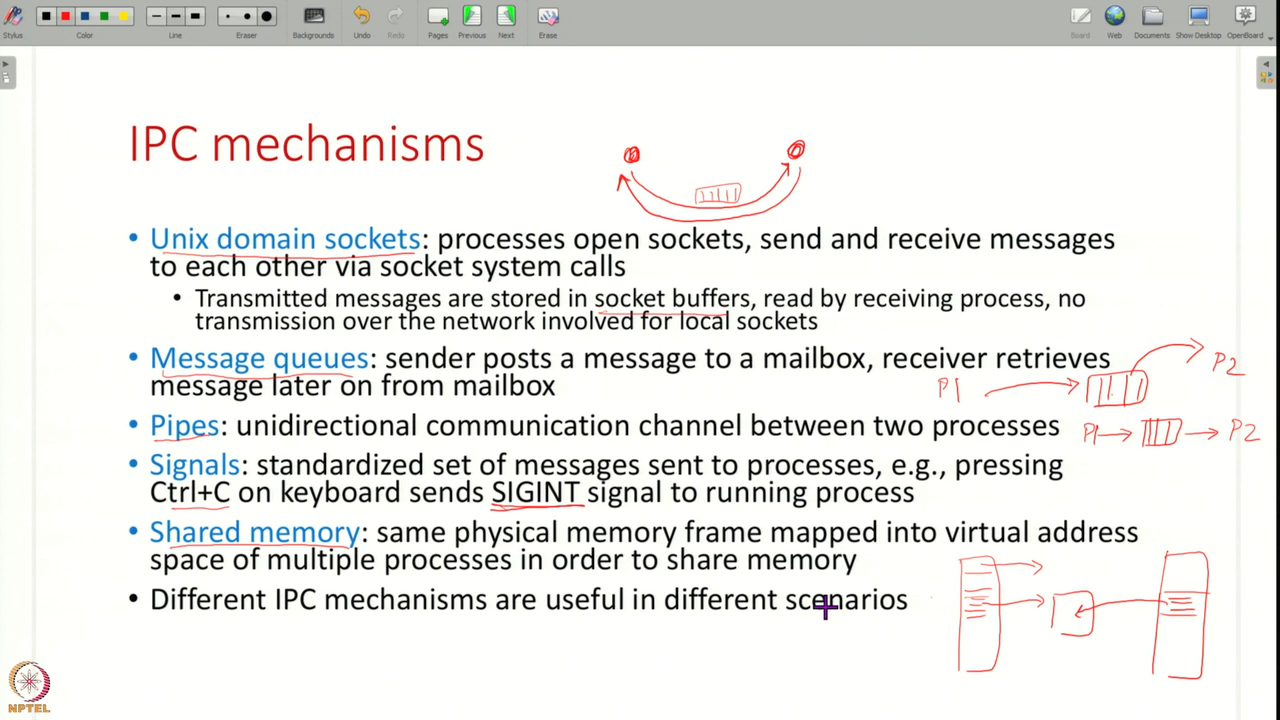 Stylus
Color
Line
Eraser
Backgrounds
Undo
Redo
Pages
Previous
Next
Erase
Board
Web
Documents
Show Desktop
OpenBoard
IPC mechanisms
• Unix domain sockets: processes open sockets, send and receive messages
to each other via socket system calls
• Transmitted messages are stored in socket buffers, read by receiving process, no
transmission over the network involved for local sockets
• Message queues: sender posts a message to a mailbox, receiver retrieves
message later on from mailbox
P1
P2
• Pipes: unidirectional communication channel between two processes
P1
P2
• Signals: standardized set of messages sent to processes, e.g., pressing
Ctrl+C on keyboard sends SIGINT signal to running process
• Shared memory: same physical memory frame mapped into virtual address
space of multiple processes in order to share memory
• Different IPC mechanisms are useful in different scenarios
NPTEL